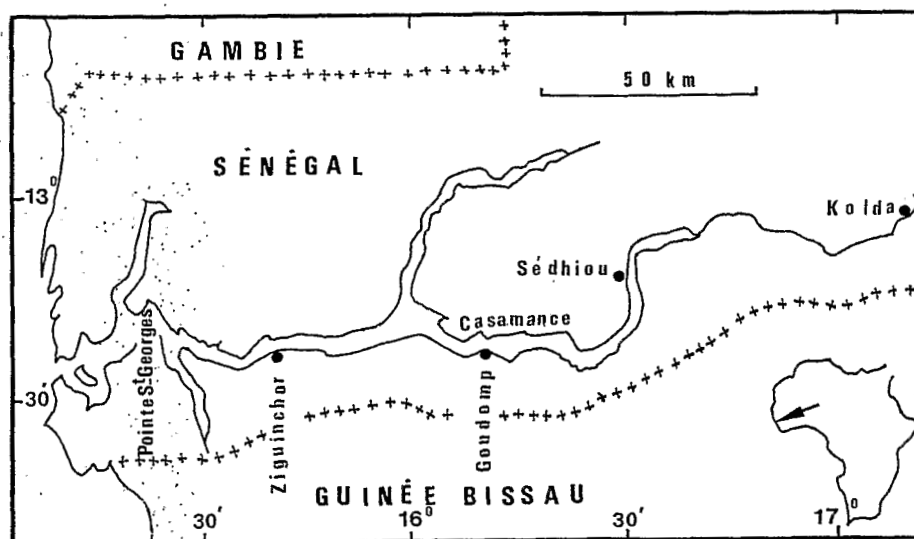 GAMBIE
50 km
SÉNÉGAL
13°
Kolda
Sédhiou
Casamance
Pointe St Georges
30'
Ziguinchor
Goudomp
GUINÉE BISSAU
30'
16°
30'
17°